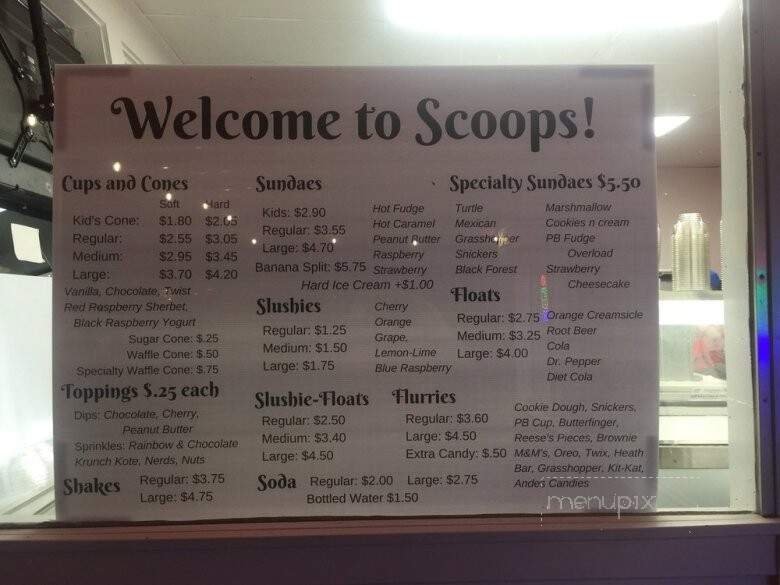 Welcome to Scoops!
Cups and Cones
Soft Hard
Kid's Cone: $1.80 $2.05
Regular: $2.55 $3.05
Medium: $2.95 $3.45
Large: $3.70 $4.20
Vanilla, Chocolate, Twist
Red Raspberry Sherbet,
Black Raspberry Yogurt
Sugar Cone: $.25
Waffle Cone: $.50
Specialty Waffle Cone: $.75
Toppings $.25 each
Dips: Chocolate, Cherry,
Peanut Butter
Sprinkles: Rainbow & Chocolate
Krunch Kote, Nerds, Nuts
Shakes
Regular: $3.75
Large: $4.75
Sundaes
Kids: $2.90
Regular: $3.55
Large: $4.70
Banana Split: $5.75
Hot Fudge
Hot Caramel
Peanut Butter
Raspberry
Strawberry
Hard Ice Cream +$1.00
Slushies
Regular: $1.25
Medium: $1.50
Large: $1.75
Cherry
Orange
Grape,
Lemon-Lime
Blue Raspberry
Slushie-Floats
Regular: $2.50
Medium: $3.40
Large: $4.50
Flurries
Regular: $3.60
Large: $4.50
Extra Candy: $.50
Cookie Dough, Snickers,
PB Cup, Butterfinger,
Reese's Pieces, Brownie
M&M's, Oreo, Twix, Heath
Bar, Grasshopper, Kit-Kat,
Andes Candies
Soda Regular: $2.00 Large: $2.75
Bottled Water $1.50
Specialty Sundaes $5.50
Turtle
Mexican
Grasshopper
Snickers
Black Forest
Marshmallow
Cookies n cream
PB Fudge
Overload
Strawberry
Cheesecake
Floats
Regular: $2.75
Medium: $3.25
Large: $4.00
Orange Creamsicle
Root Beer
Cola
Dr. Pepper
Diet Cola
menupix